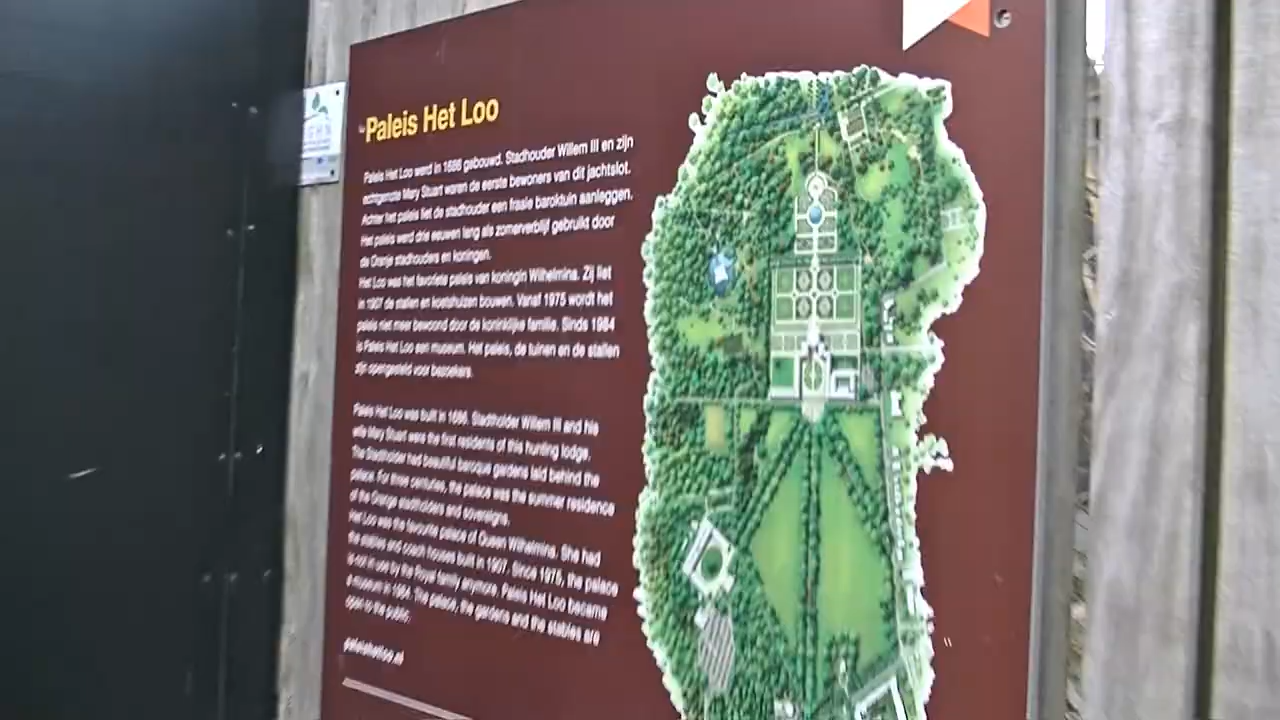 Paleis Het Loo
Paleis Het Loo werd in 1686 gebouwd. Stadhouder Willem III en zijn
echtgenote Mary Stuart waren de eerste bewoners van dit jachtslot.
Achter het paleis liet de stadhouder een fraaie baroktuin aanleggen.
Het paleis werd drie eeuwen lang als zomerverblijf gebruikt door
de Oranje stadhouders en koningen.
Het Loo was het favoriete paleis van koningin Wilhelmina. Zij liet
in 1907 de stallen en koetshuizen bouwen. Vanaf 1975 wordt het
paleis niet meer bewoond door de koninklijke familie. Sinds 1984
is Paleis Het Loo een museum. Het paleis, de tuinen en de stallen
zijn opengesteld voor bezoekers.
Paleis Het Loo was built in 1686. Stadtholder Willem III and his
wife Mary Stuart were the first residents of this hunting lodge.
The Stadtholder had beautiful baroque gardens laid behind the
palace. For three centuries, the palace was the summer residence
of the Orange stadtholders and sovereigns.
Het Loo was the favourite palace of Queen Wilhelmina. She had
the stables and coach houses built in 1907. Since 1975, the palace
is not in use by the Royal family anymore. Paleis Het Loo became
a museum in 1984. The palace, the gardens and the stables are
open to the public.
paleishetloo.nl